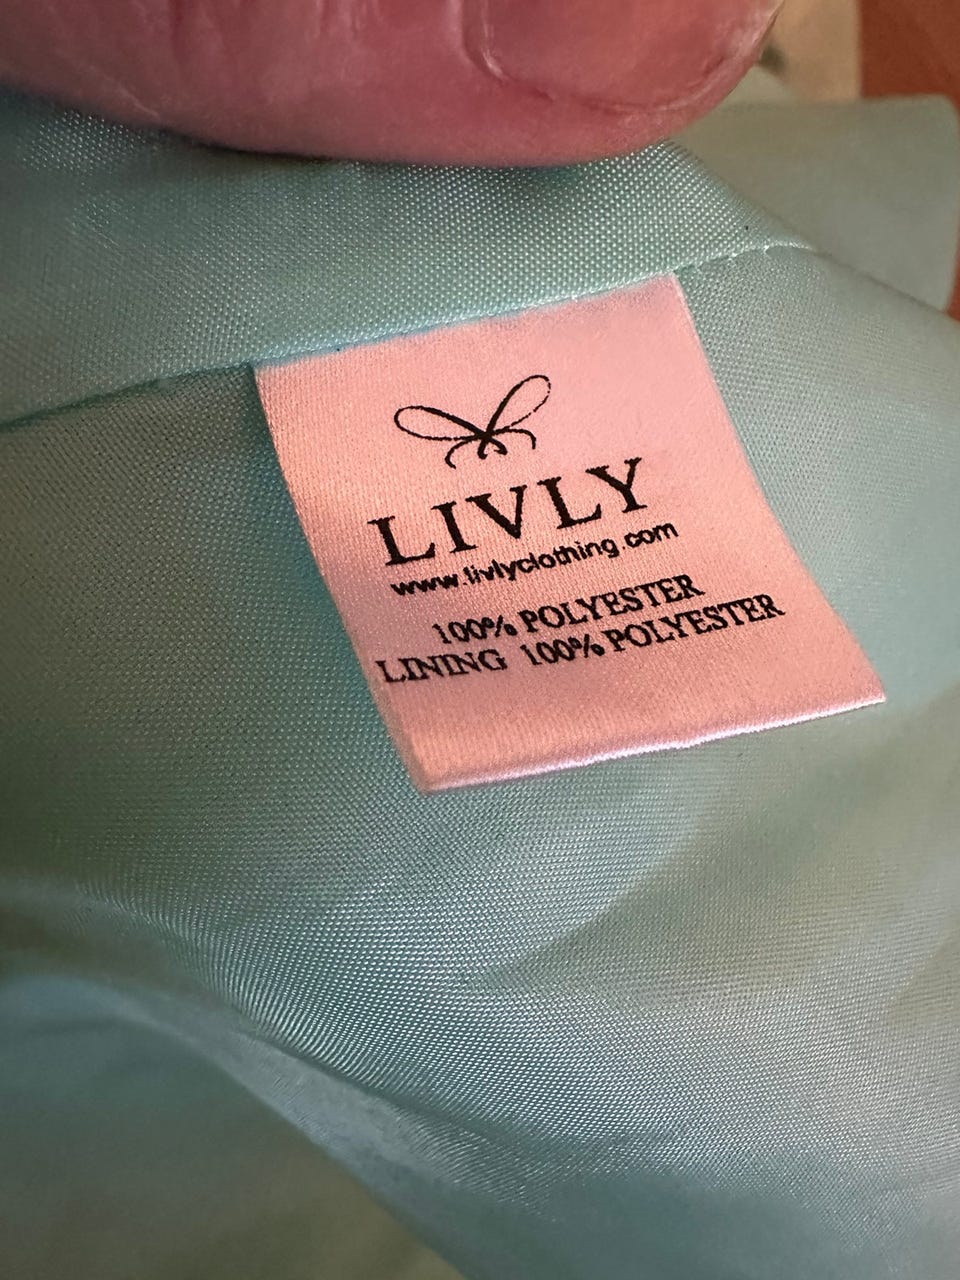 LIVLY
www.livlyclothing.com
100% POLYESTER
LINING 100% POLYESTER